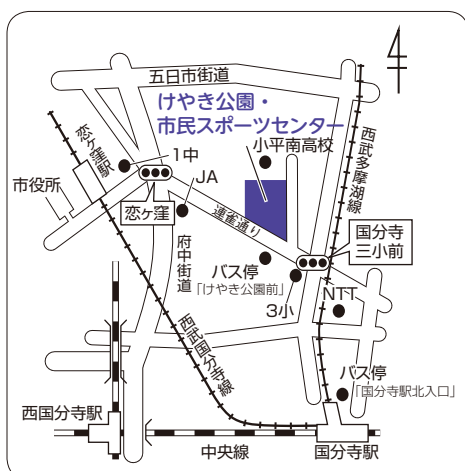 五日市街道
けやき公園・
市民スポーツセンター
小平南高校
西武多摩湖線
恋ヶ窪駅
1中
市役所
JA
恋ヶ窪
連雀通り
国分寺
三小前
府中街道
バス停
「けやき公園前」
3小
NTT
西武国分寺線
バス停
「国分寺駅北入口」
西国分寺駅
中央線
国分寺駅